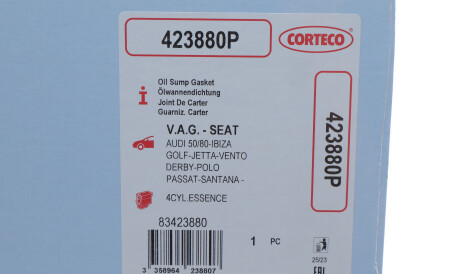 423880P
CORTECO
i
Oil Sump Gasket
Ölwannendichtung
Joint De Carter
Guarniz. Carter
V.A.G. - SEAT
AUDI 50/80-IBIZA
GOLF-JETTA-VENTO
DERBY-POLO
PASSAT-SANTANA -
4CYL.ESSENCE
423880P
83423880
1 PC
25/23
EAC
3 358964 238807